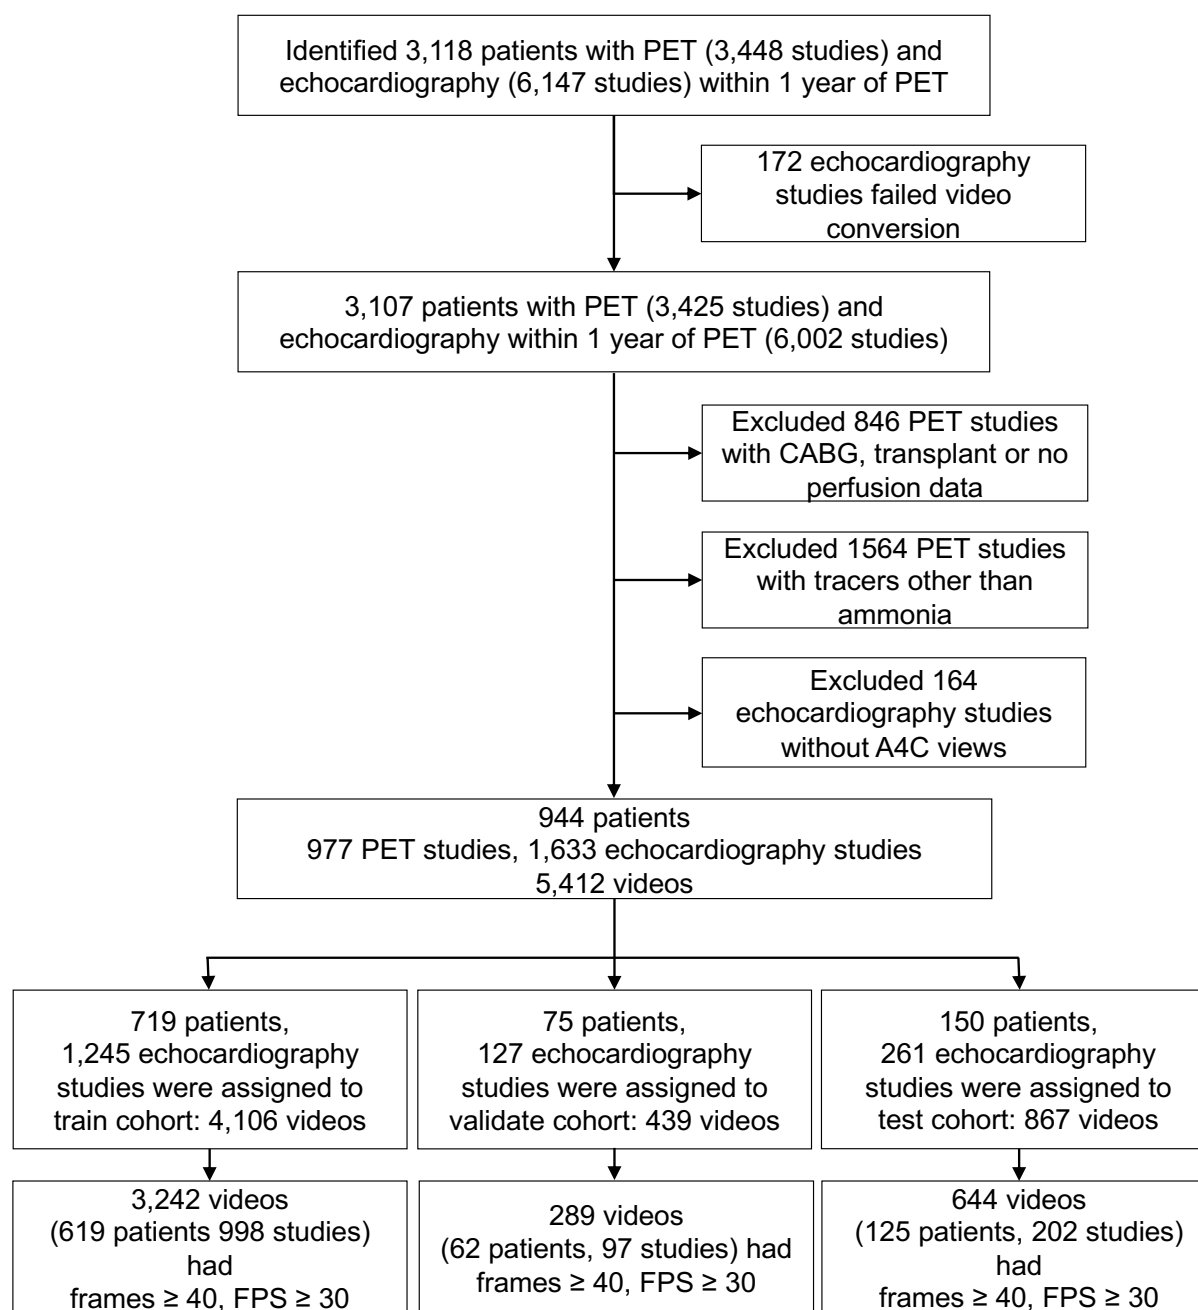 Identified 3,118 patients with PET (3,448 studies) and
echocardiography (6,147 studies) within 1 year of PET
172 echocardiography
studies failed video
conversion
3,107 patients with PET (3,425 studies) and
echocardiography within 1 year of PET (6,002 studies)
Excluded 846 PET studies
with CABG, transplant or no
perfusion data
Excluded 1564 PET studies
with tracers other than
ammonia
Excluded 164
echocardiography studies
without A4C views
944 patients
977 PET studies, 1,633 echocardiography studies
5,412 videos
719 patients,
1,245 echocardiography
studies were assigned to
train cohort: 4,106 videos
75 patients,
127 echocardiography
studies were assigned to
validate cohort: 439 videos
150 patients,
261 echocardiography
studies were assigned to
test cohort: 867 videos
3,242 videos
(619 patients 998 studies)
had
frames ≥ 40, FPS ≥ 30
289 videos
(62 patients, 97 studies) had
frames ≥ 40, FPS ≥ 30
644 videos
(125 patients, 202 studies)
had
frames ≥ 40, FPS ≥ 30